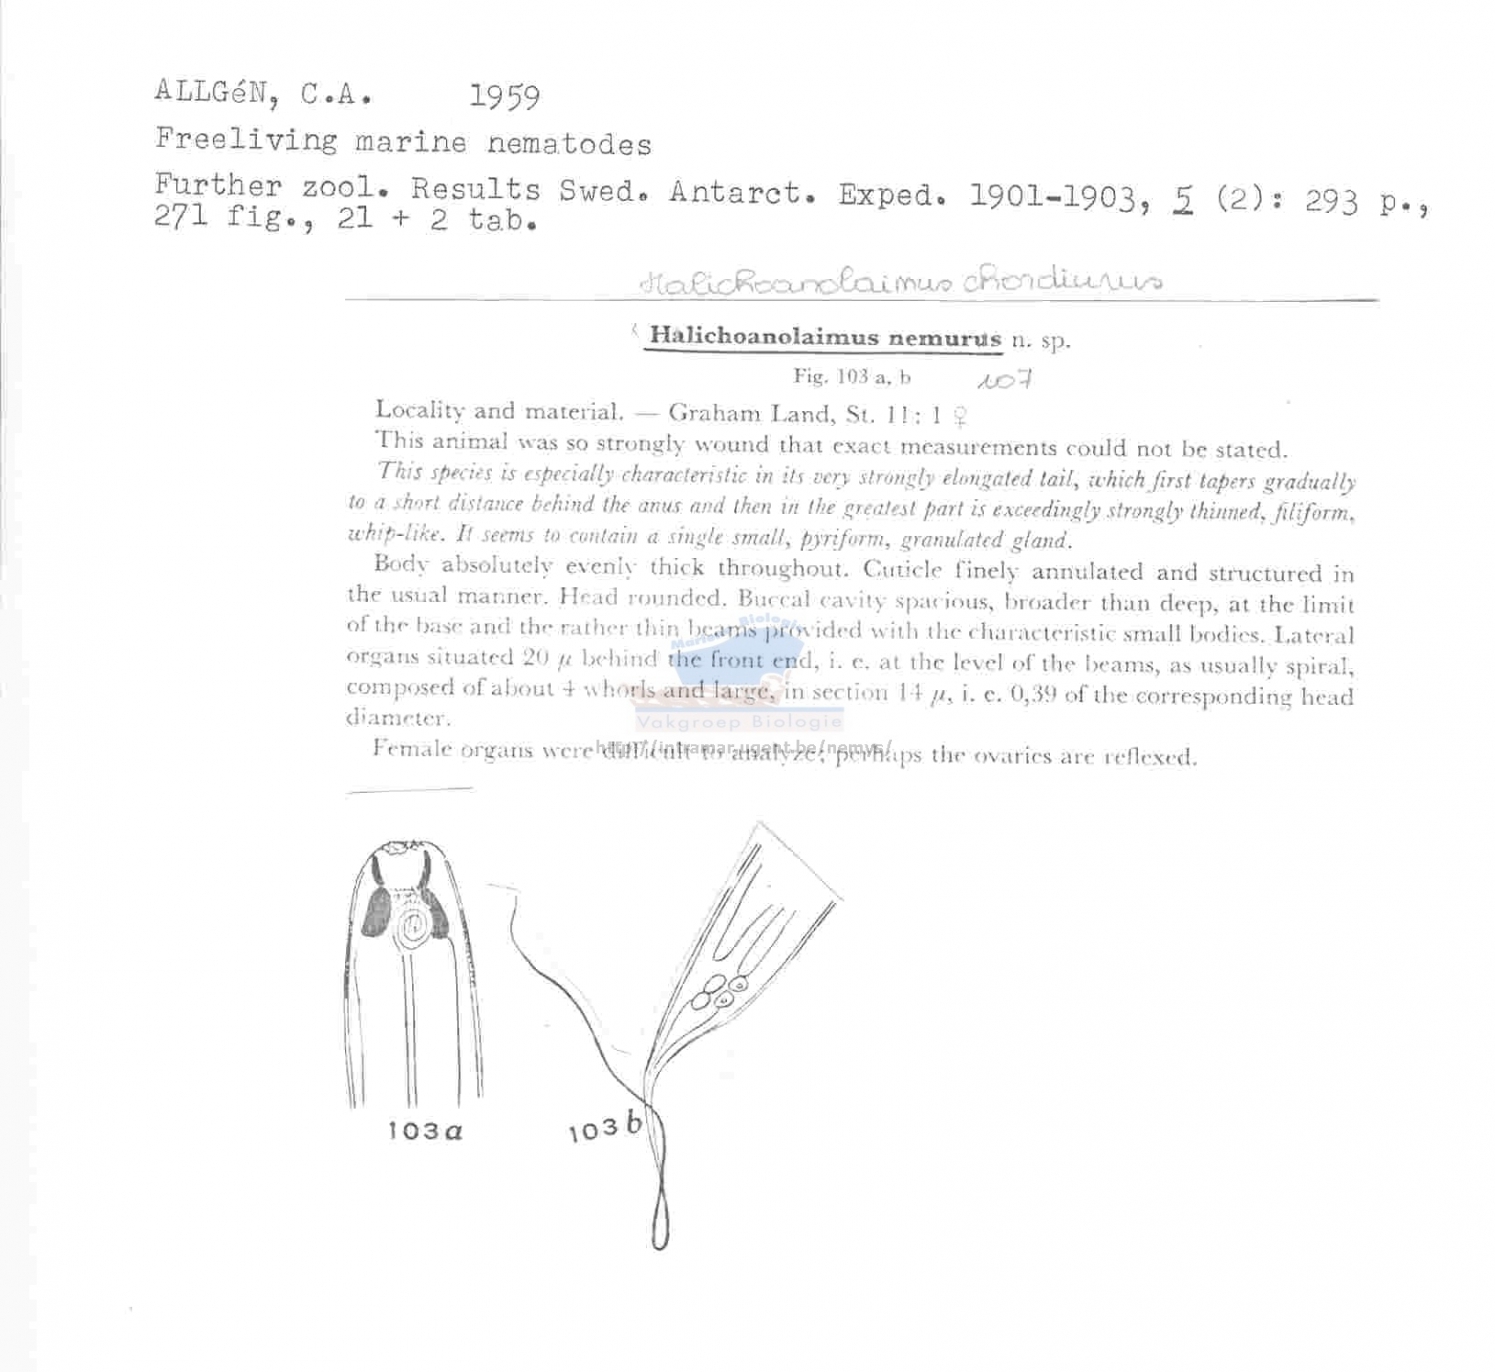 ALLGéN, C.A. 1959
Freeliving marine nematodes
Further zool. Results Swed. Antarct. Exped. 1901-1903, 5 (2): 293 p.,
271 fig., 21 + 2 tab.
Halichoanolaimus chordiurus
Halichoanolaimus nemurus n. sp.
Fig. 103 a, b 107
Locality and material. — Graham Land, St. 11: 1 ♀
This animal was so strongly wound that exact measurements could not be stated.
This species is especially characteristic in its very strongly elongated tail, which first tapers gradually
to a short distance behind the anus and then in the greatest part is exceedingly strongly thinned, filiform,
whip-like. It seems to contain a single small, pyriform, granulated gland.
Body absolutely evenly thick throughout. Cuticle finely annulated and structured in
the usual manner. Head rounded. Buccal cavity spacious, broader than deep, at the limit
of the base and the rather thin beams provided with the characteristic small bodies. Lateral
organs situated 20 μ behind the front end, i. e. at the level of the beams, as usually spiral,
composed of about 4 whorls and large, in section 14 μ, i. e. 0,39 of the corresponding head
diameter.
Female organs were difficult to analyze; perhaps the ovaries are reflexed.
Mariene Biologie
Vakgroep Biologie
http://intramar.ugent.be/nemys/
103a
103 b